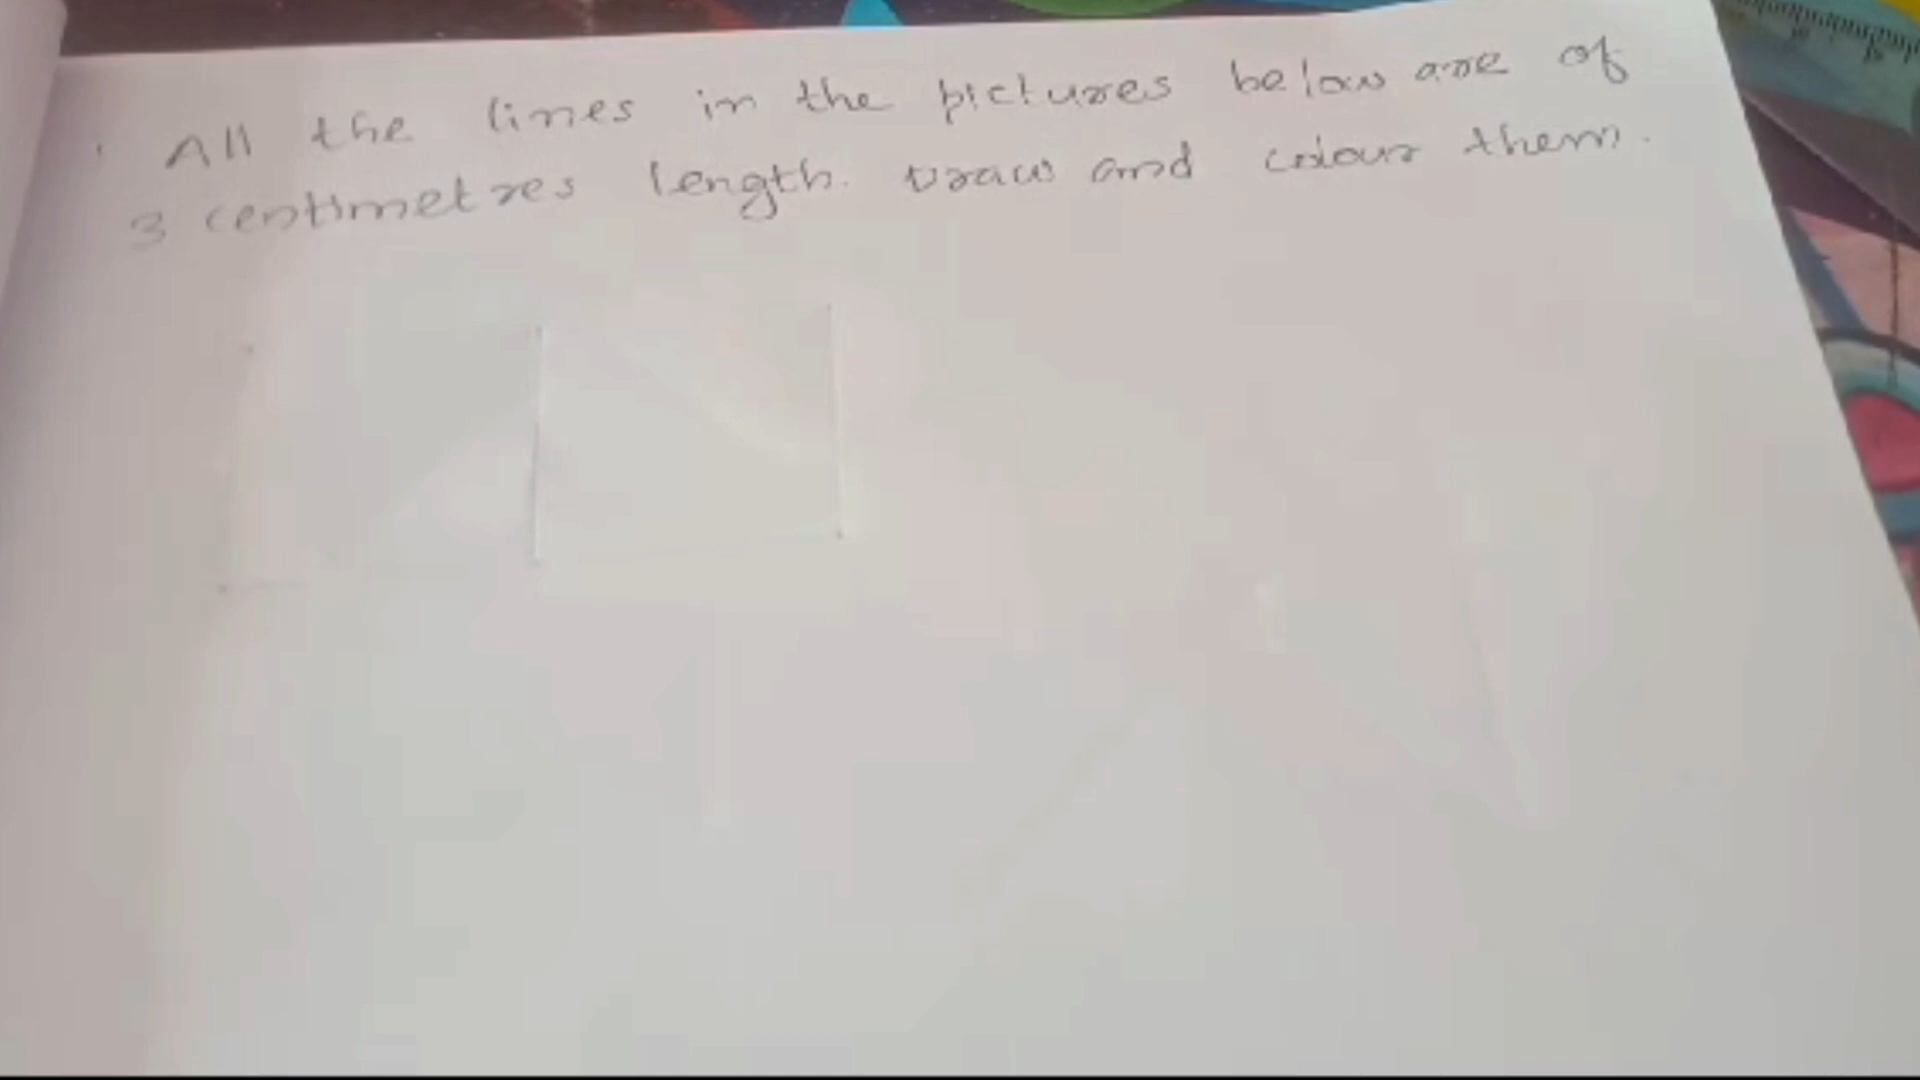 All the lines in the pictures below are of
3 centimetres length. Draw and colour them.